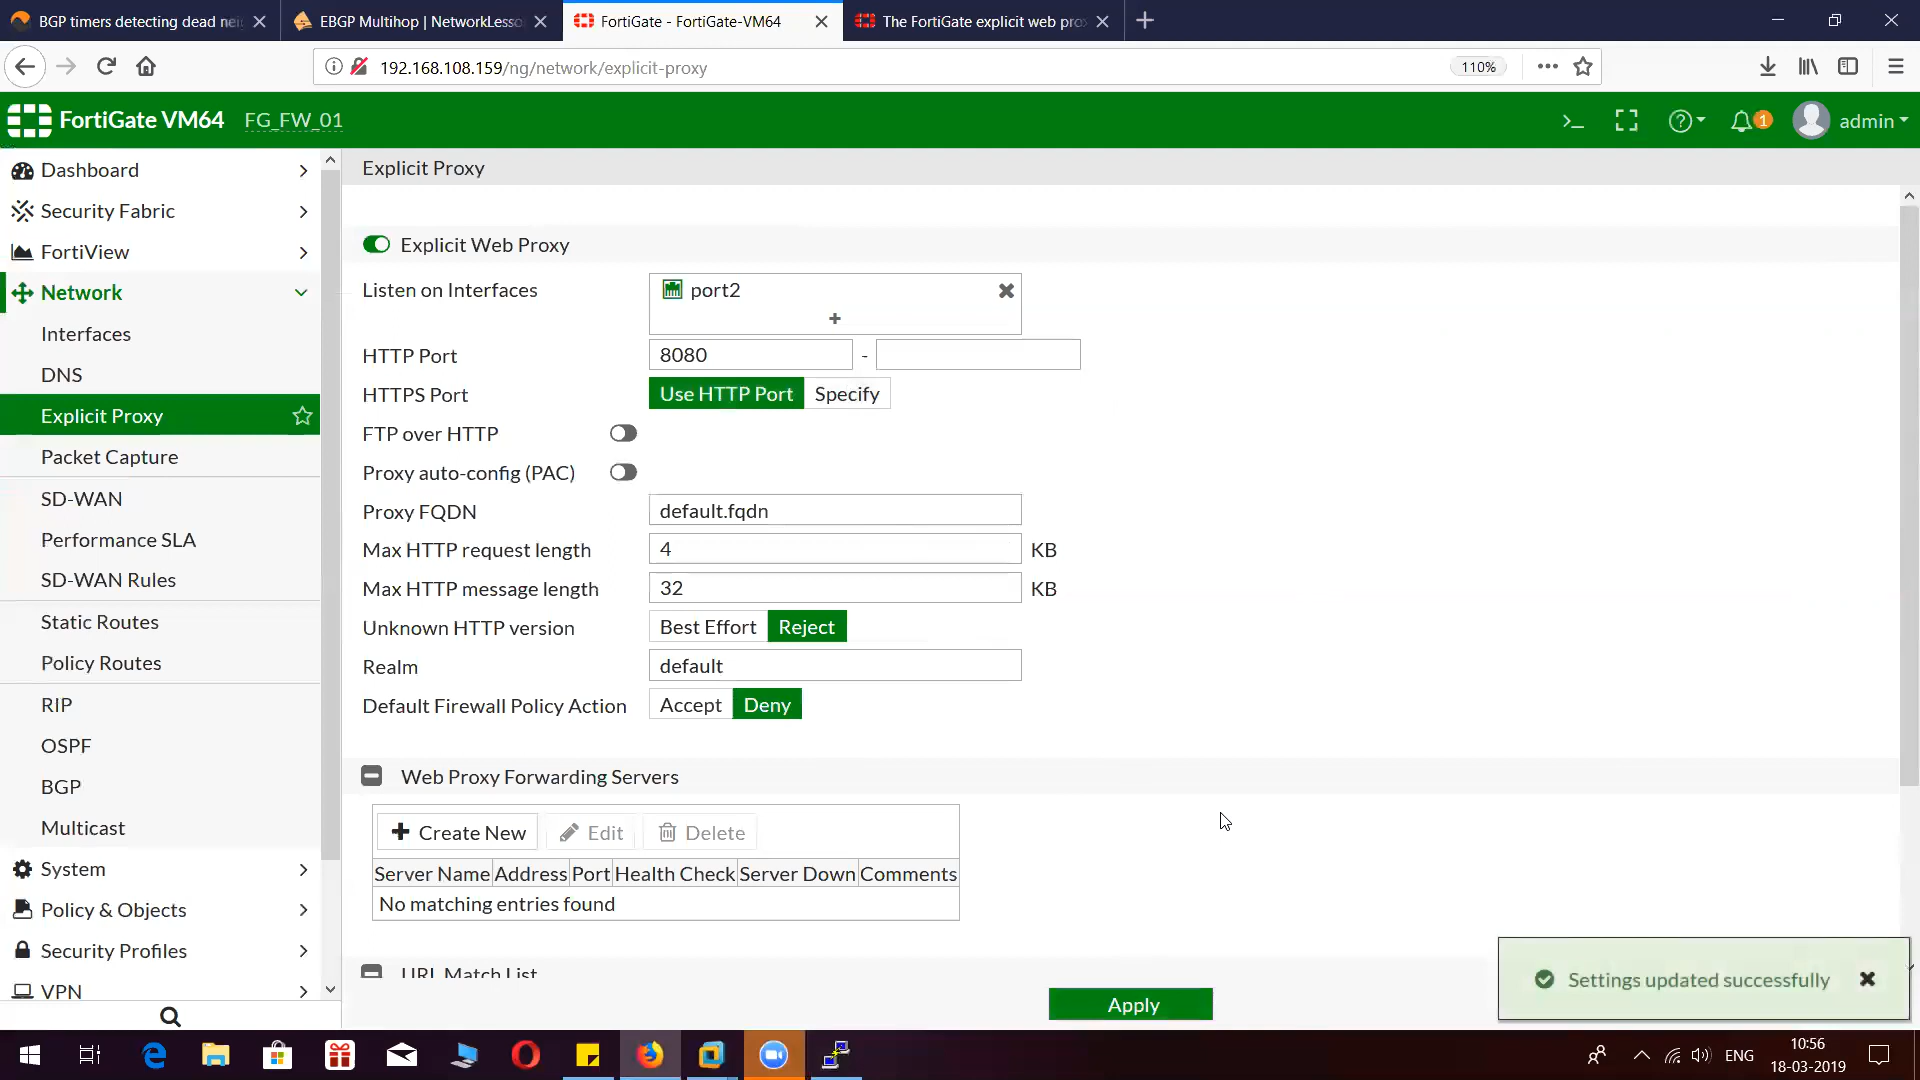 BGP timers detecting dead nei
EBGP Multihop | NetworkLesso
FortiGate - FortiGate-VM64
The FortiGate explicit web pro
192.168.108.159/ng/network/explicit-proxy
110%
FortiGate VM64 FG_FW_01
1
admin
Dashboard
Security Fabric
FortiView
Network
Interfaces
DNS
Explicit Proxy
Packet Capture
SD-WAN
Performance SLA
SD-WAN Rules
Static Routes
Policy Routes
RIP
OSPF
BGP
Multicast
System
Policy & Objects
Security Profiles
VPN
Explicit Proxy
Explicit Web Proxy
Listen on Interfaces port2
HTTP Port 8080 -
HTTPS Port Use HTTP Port Specify
FTP over HTTP
Proxy auto-config (PAC)
Proxy FQDN default.fqdn
Max HTTP request length 4 KB
Max HTTP message length 32 KB
Unknown HTTP version Best Effort Reject
Realm default
Default Firewall Policy Action Accept Deny
Web Proxy Forwarding Servers
Create New Edit Delete
Server Name Address Port Health Check Server Down Comments
No matching entries found
URL Match List
Apply
Settings updated successfully
ENG
10:56
18-03-2019